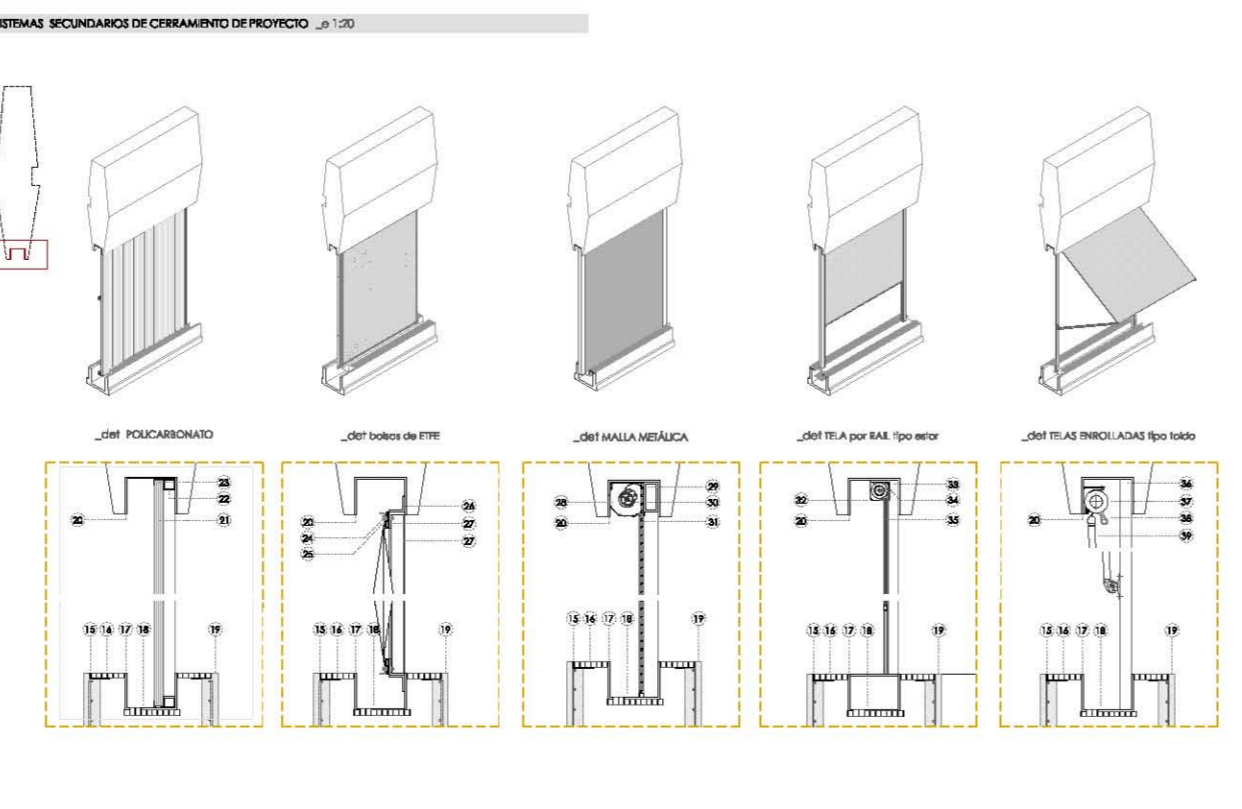 ISTEMAS SECUNDARIOS DE CERRAMIENTO DE PROYECTO _e 1:20
_det POLICARBONATO
_det bolsas de ETFE
_det MALLA METÁLICA
_det TELA por RAIL tipo estor
_det TELAS ENROLLADAS tipo toldo
23
22
20
21
15 16 17 18 19
26
20
27
24
27
25
15 16 17 18 19
29
28
30
20
31
15 16 17 18 19
33
32
34
20
35
15 16 17 18 19
36
37
20
38
39
15 16 17 18 19